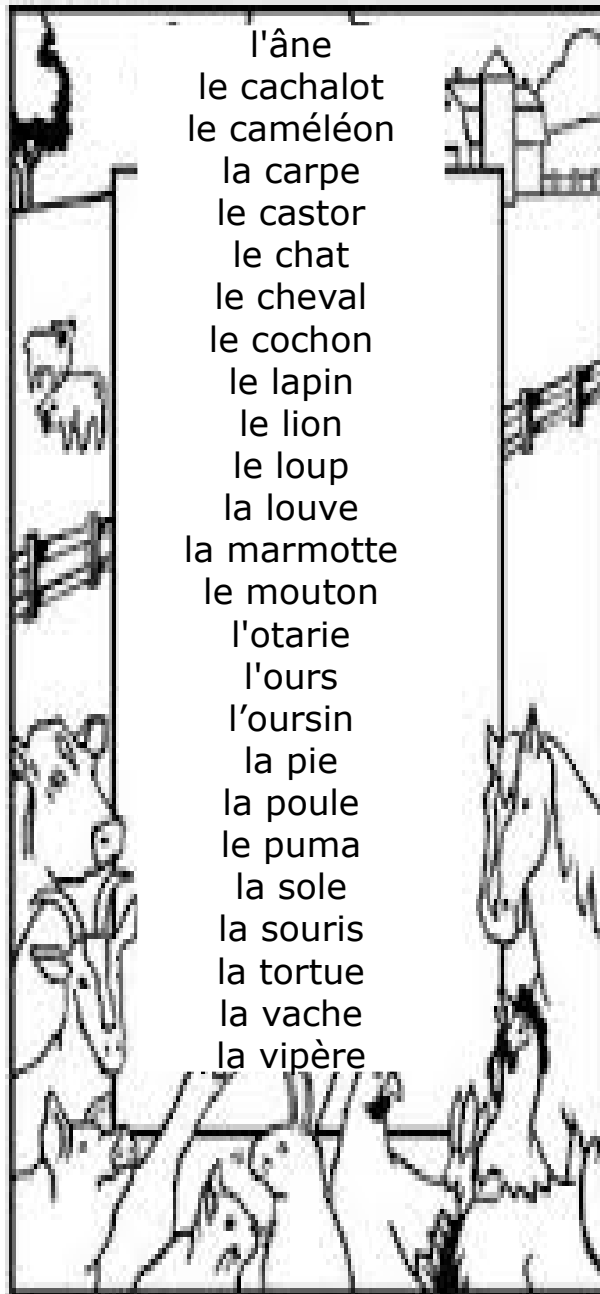 l'âne
le cachalot
le caméléon
la carpe
le castor
le chat
le cheval
le cochon
le lapin
le lion
le loup
la louve
la marmotte
le mouton
l'otarie
l'ours
l’oursin
la pie
la poule
le puma
la sole
la souris
la tortue
la vache
la vipère